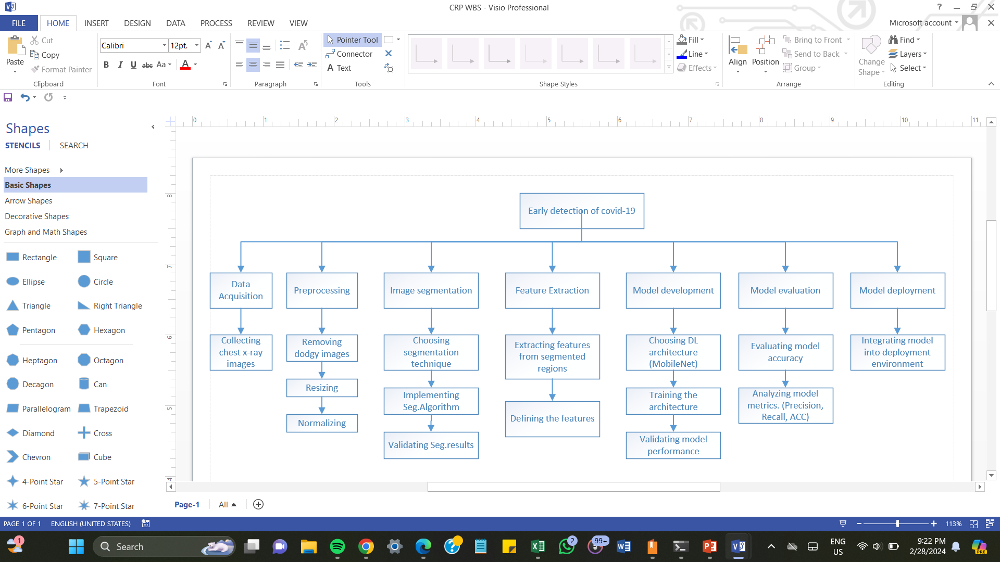 CRP WBS - Visio Professional
?
FILE
HOME
INSERT
DESIGN
DATA
PROCESS
REVIEW
VIEW
Microsoft account
Paste
Cut
Copy
Format Painter
Clipboard
Calibri
12pt.
A A
B I U abc Aa A
Font
Paragraph
Pointer Tool
Connector
A Text
Tools
Shape Styles
Fill
Line
Effects
Align
Position
Bring to Front
Send to Back
Group
Arrange
Change
Shape
Find
Layers
Select
Editing
Shapes
STENCILS
SEARCH
More Shapes
Basic Shapes
Arrow Shapes
Decorative Shapes
Graph and Math Shapes
Rectangle
Square
Ellipse
Circle
Triangle
Right Triangle
Pentagon
Hexagon
Heptagon
Octagon
Decagon
Can
Parallelogram
Trapezoid
Diamond
Cross
Chevron
Cube
4-Point Star
5-Point Star
6-Point Star
7-Point Star
0 1 2 3 4 5 6 7 8 9 10 11
8
7
6
5
4
Early detection of covid-19
Data
Acquisition
Preprocessing
Image segmentation
Feature Extraction
Model development
Model evaluation
Model deployment
Collecting
chest x-ray
images
Removing
dodgy images
Resizing
Normalizing
Choosing
segmentation
technique
Implementing
Seg.Algorithm
Validating Seg.results
Extracting features
from segmented
regions
Defining the features
Choosing DL
architecture
(MobileNet)
Training the
architecture
Validating model
performance
Evaluating model
accuracy
Analyzing model
metrics. (Precision,
Recall, ACC)
Integrating model
into deployment
environment
Page-1
All
PAGE 1 OF 1
ENGLISH (UNITED STATES)
113%
1
Search
2
99+
ENG
US
9:22 PM
2/28/2024
PRE